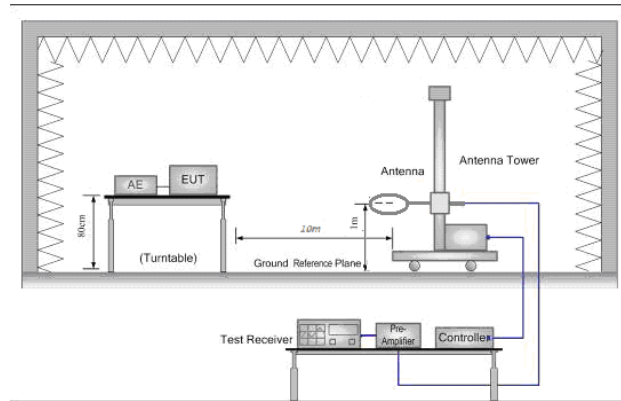 Antenna
Antenna Tower
AE
EUT
80cm
10m
1m
(Turntable)
Ground Reference Plane
Test Receiver
Pre-
Amplifier
Controller